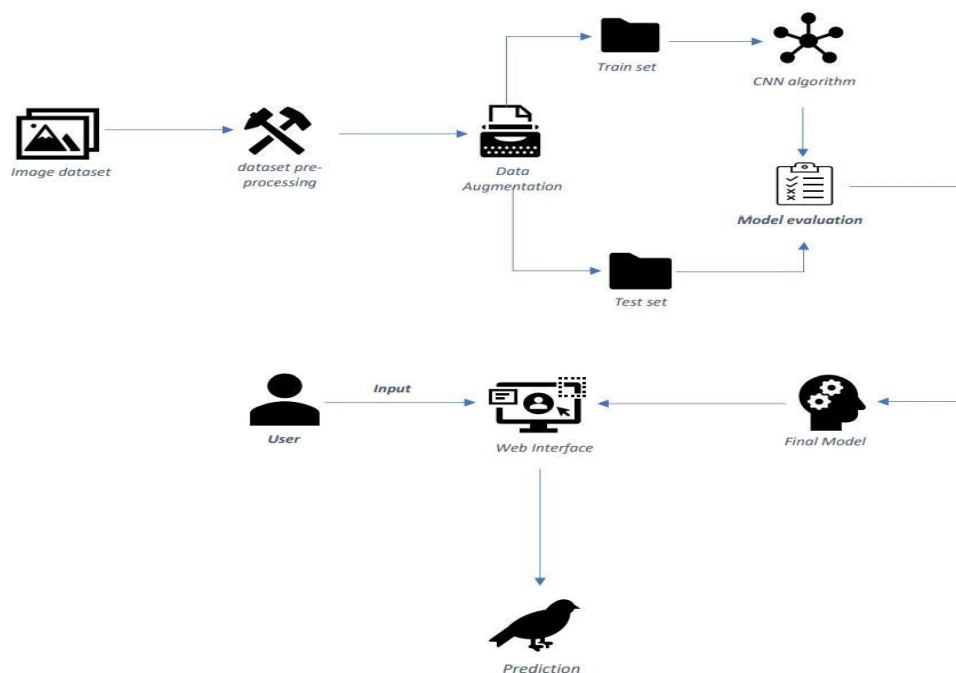 Train set
CNN algorithm
Image dataset
dataset pre-
processing
Data
Augmentation
Model evaluation
Test set
Input
User
Web Interface
Final Model
Prediction